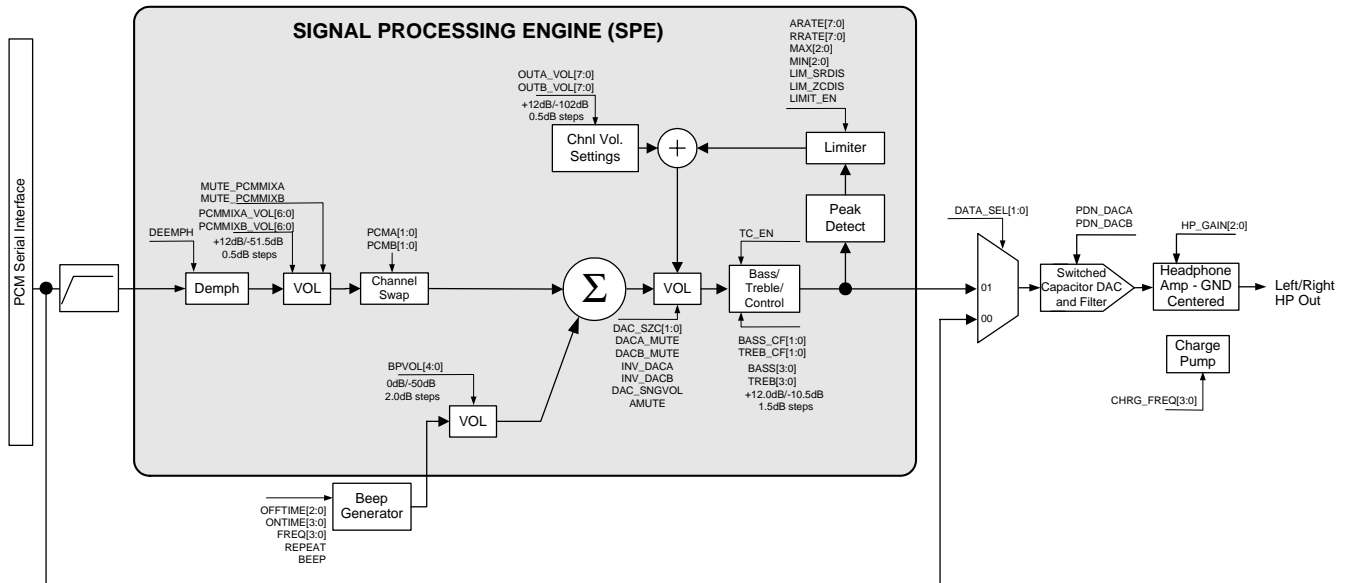 SIGNAL PROCESSING ENGINE (SPE)
PCM Serial Interface
ARATE[7:0]
RRATE[7:0]
MAX[2:0]
MIN[2:0]
LIM_SRDIS
LIM_ZCDIS
LIMIT_EN
OUTA_VOL[7:0]
OUTB_VOL[7:0]
+12dB/-102dB
0.5dB steps
Chnl Vol.
Settings
+
Limiter
Peak
Detect
MUTE_PCMMIXA
MUTE_PCMMIXB
PCMMIXA_VOL[6:0]
PCMMIXB_VOL[6:0]
+12dB/-51.5dB
0.5dB steps
DEEMPH
PCMA[1:0]
PCMB[1:0]
Demph
VOL
Channel
Swap
Σ
VOL
TC_EN
Bass/
Treble/
Control
DAC_SZC[1:0]
DACA_MUTE
DACB_MUTE
INV_DACA
INV_DACB
DAC_SNGVOL
AMUTE
BASS_CF[1:0]
TREB_CF[1:0]
BASS[3:0]
TREB[3:0]
+12.0dB/-10.5dB
1.5dB steps
BPVOL[4:0]
0dB/-50dB
2.0dB steps
VOL
Beep
Generator
OFFTIME[2:0]
ONTIME[3:0]
FREQ[3:0]
REPEAT
BEEP
DATA_SEL[1:0]
01
00
PDN_DACA
PDN_DACB
Switched
Capacitor DAC
and Filter
HP_GAIN[2:0]
Headphone
Amp - GND
Centered
Left/Right
HP Out
Charge
Pump
CHRG_FREQ[3:0]